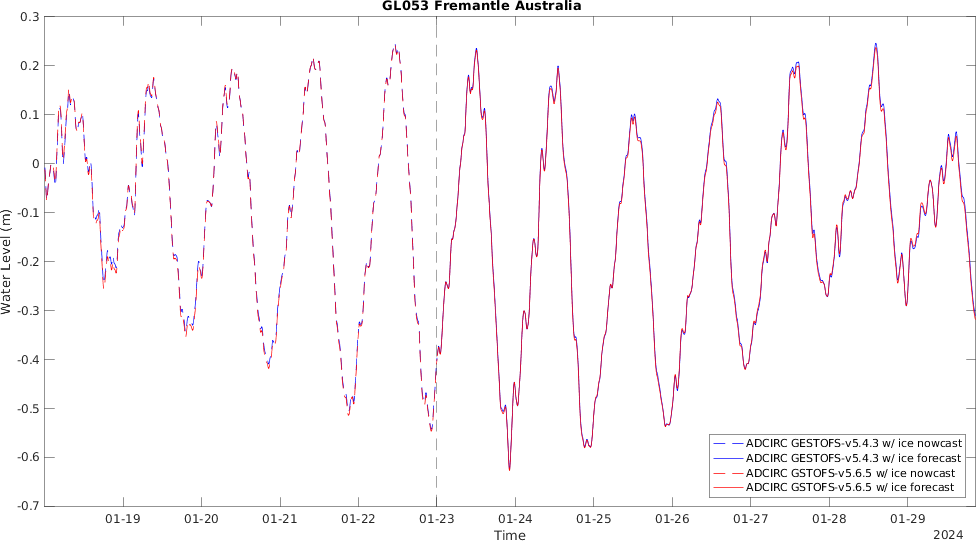 GL053 Fremantle Australia
0.3
0.2
0.1
0
-0.1
-0.2
-0.3
-0.4
-0.5
-0.6
-0.7
Water Level (m)
ADCIRC GESTOFS-v5.4.3 w/ ice nowcast
ADCIRC GESTOFS-v5.4.3 w/ ice forecast
ADCIRC GSTOFS-v5.6.5 w/ ice nowcast
ADCIRC GSTOFS-v5.6.5 w/ ice forecast
01-19 01-20 01-21 01-22 01-23 01-24 01-25 01-26 01-27 01-28 01-29
Time
2024